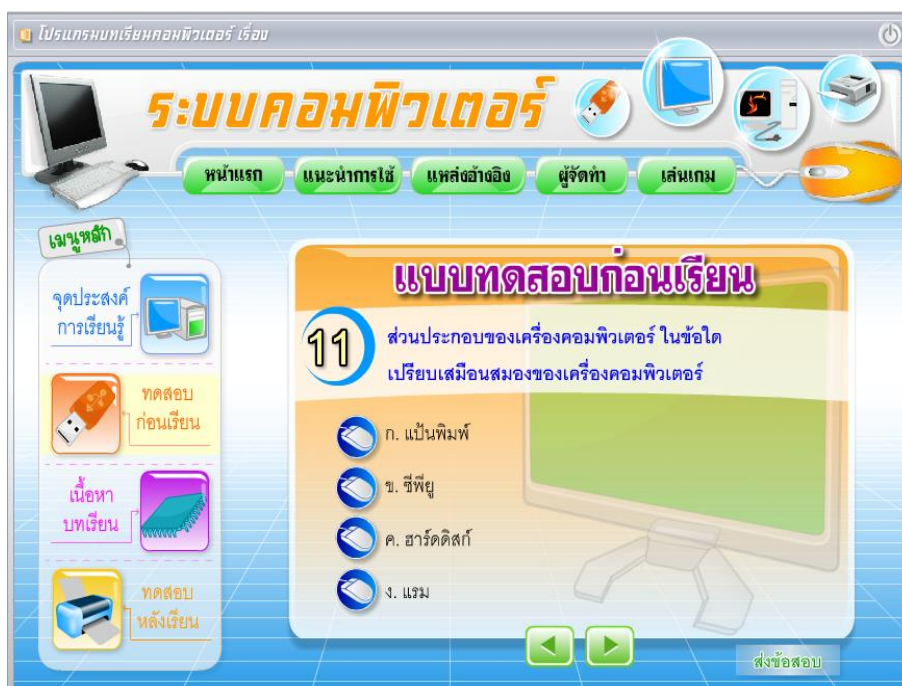 โปรแกรมบทเรียนคอมพิวเตอร์ เรื่อง
ระบบคอมพิวเตอร์
หน้าแรก
แนะนำการใช้
แหล่งอ้างอิง
ผู้จัดทำ
เล่นเกม
เมนูหลัก
จุดประสงค์
การเรียนรู้
ทดสอบ
ก่อนเรียน
เนื้อหา
บทเรียน
ทดสอบ
หลังเรียน
แบบทดสอบก่อนเรียน
11
ส่วนประกอบของเครื่องคอมพิวเตอร์ ในข้อใด
เปรียบเสมือนสมองของเครื่องคอมพิวเตอร์
ก. แป้นพิมพ์
ข. ซีพียู
ค. ฮาร์ดดิสก์
ง. แรม
ส่งข้อสอบ